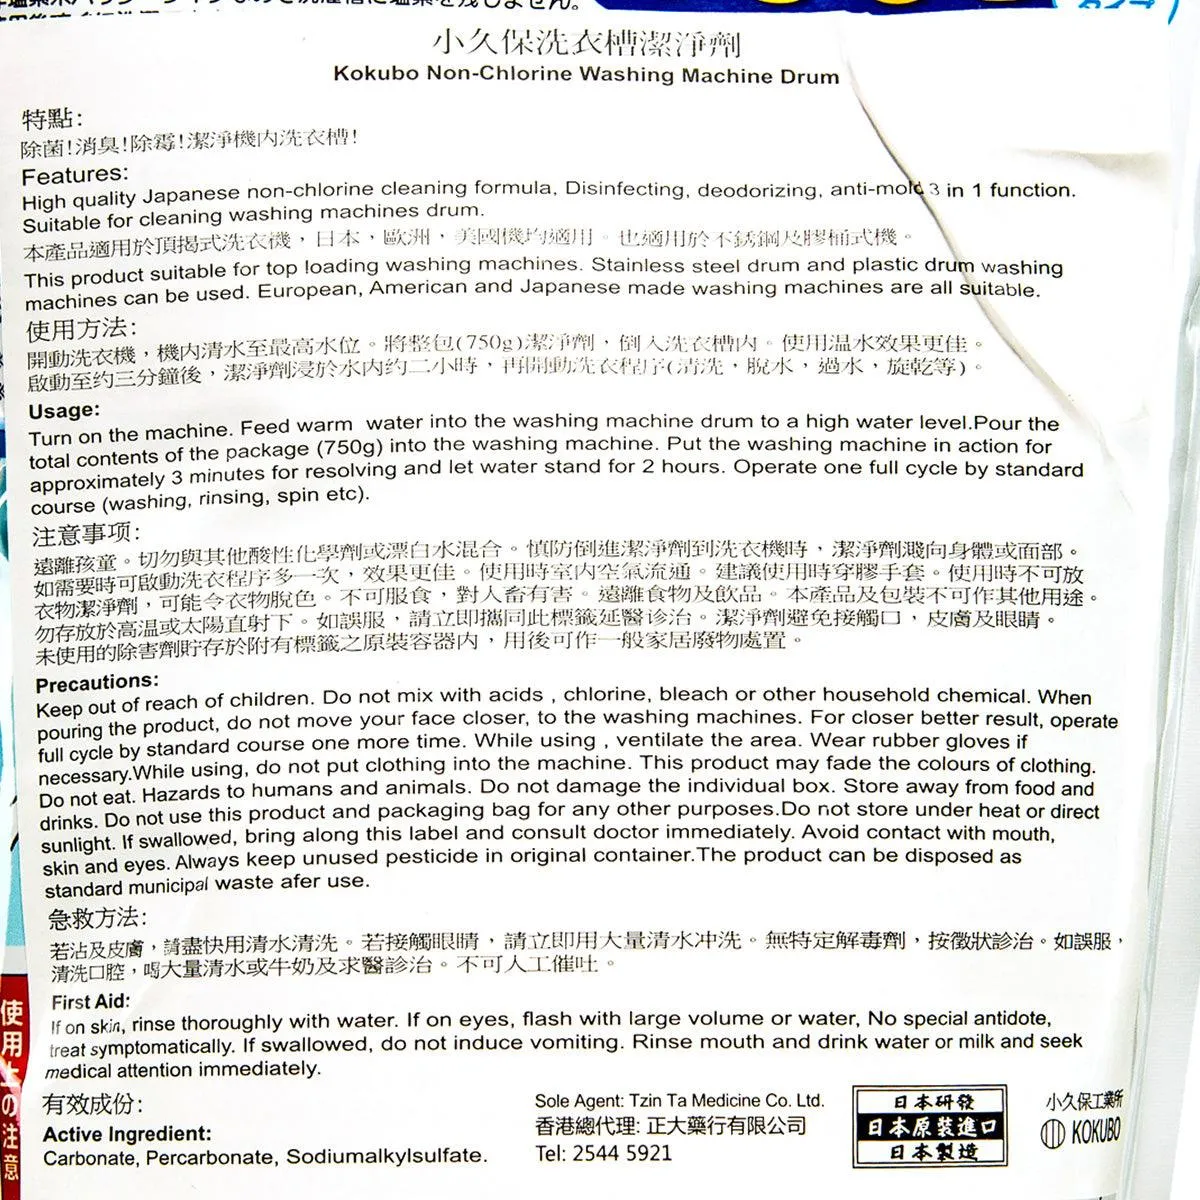 小久保洗衣槽潔淨劑
Kokubo Non-Chlorine Washing Machine Drum
特點:
除菌!消臭!除霉!潔淨機內洗衣槽!
Features:
High quality Japanese non-chlorine cleaning formula, Disinfecting, deodorizing, anti-mold 3 in 1 function.
Suitable for cleaning washing machines drum.
本產品適用於頂揭式洗衣機，日本，歐洲，美國機均適用。也適用於不銹鋼及膠桶式機。
This product suitable for top loading washing machines. Stainless steel drum and plastic drum washing
machines can be used. European, American and Japanese made washing machines are all suitable.
使用方法:
開動洗衣機，機內清水至最高水位。將整包(750g)潔淨劑，倒入洗衣槽內。使用温水效果更佳。
啟動至約三分鐘後，潔淨劑浸於水內約二小時，再開動洗衣程序(清洗，脫水，過水，旋乾等)。
Usage:
Turn on the machine. Feed warm water into the washing machine drum to a high water level.Pour the
total contents of the package (750g) into the washing machine. Put the washing machine in action for
approximately 3 minutes for resolving and let water stand for 2 hours. Operate one full cycle by standard
course (washing, rinsing, spin etc).
注意事项:
遠離孩童。切勿與其他酸性化學劑或漂白水混合。慎防倒進潔淨劑到洗衣機時，潔淨劑濺向身體或面部。
如需要時可啟動洗衣程序多一次，效果更佳。使用時室内空氣流通。建議使用時穿膠手套。使用時不可放
衣物潔淨劑，可能令衣物脫色。不可服食，對人畜有害。遠離食物及飲品。本產品及包裝不可作其他用途。
勿存放於高温或太陽直射下。如誤服，請立即攜同此標籤延醫診治。潔淨劑避免接觸口，皮膚及眼睛。
未使用的除害劑貯存於附有標籤之原裝容器內，用後可作一般家居廢物處置。
Precautions:
Keep out of reach of children. Do not mix with acids , chlorine, bleach or other household chemical. When
pouring the product, do not move your face closer, to the washing machines. For closer better result, operate
full cycle by standard course one more time. While using , ventilate the area. Wear rubber gloves if
necessary.While using, do not put clothing into the machine. This product may fade the colours of clothing.
Do not eat. Hazards to humans and animals. Do not damage the individual box. Store away from food and
drinks. Do not use this product and packaging bag for any other purposes.Do not store under heat or direct
sunlight. If swallowed, bring along this label and consult doctor immediately. Avoid contact with mouth,
skin and eyes. Always keep unused pesticide in original container.The product can be disposed as
standard municipal waste afer use.
急救方法:
若沾及皮膚，請盡快用清水清洗。若接觸眼睛，請立即用大量清水冲洗。無特定解毒劑，按徵狀診治。如誤服，
清洗口腔，喝大量清水或牛奶及求醫診治。不可人工催吐。
First Aid:
If on skin, rinse thoroughly with water. If on eyes, flash with large volume or water, No special antidote,
treat symptomatically. If swallowed, do not induce vomiting. Rinse mouth and drink water or milk and seek
medical attention immediately.
有效成份:
Active Ingredient:
Carbonate, Percarbonate, Sodiumalkylsulfate.
Sole Agent: Tzin Ta Medicine Co. Ltd.
香港總代理: 正大藥行有限公司
Tel: 2544 5921
日本研發
日本原裝進口
日本製造
小久保工業所
KOKUBO
使用上の注意